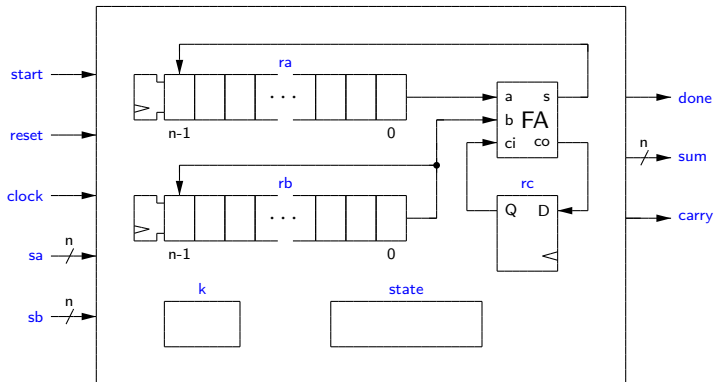 start
reset
clock
n
sa
n
sb
ra
···
n-1 0
rb
···
n-1 0
k
state
a s
b FA
ci co
rc
Q D
done
n
sum
carry